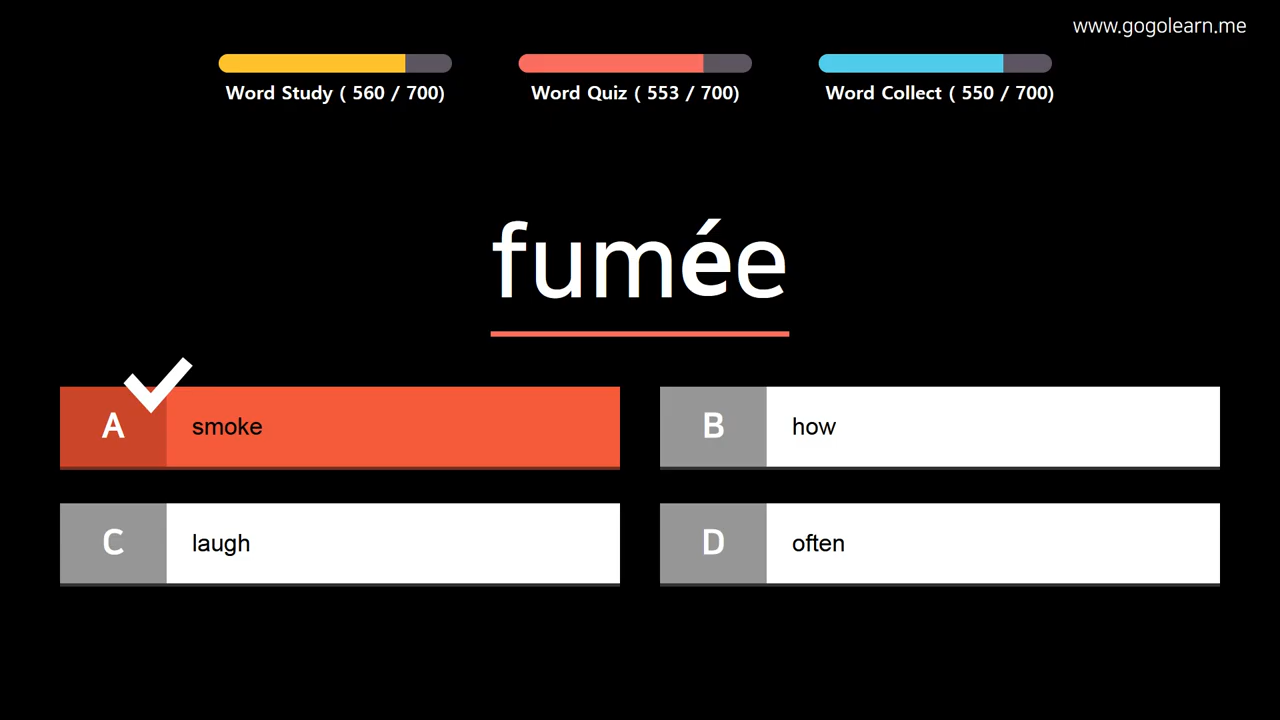 www.gogolearn.me
Word Study ( 560 / 700)
Word Quiz ( 553 / 700)
Word Collect ( 550 / 700)
fumée
A smoke
B how
C laugh
D often